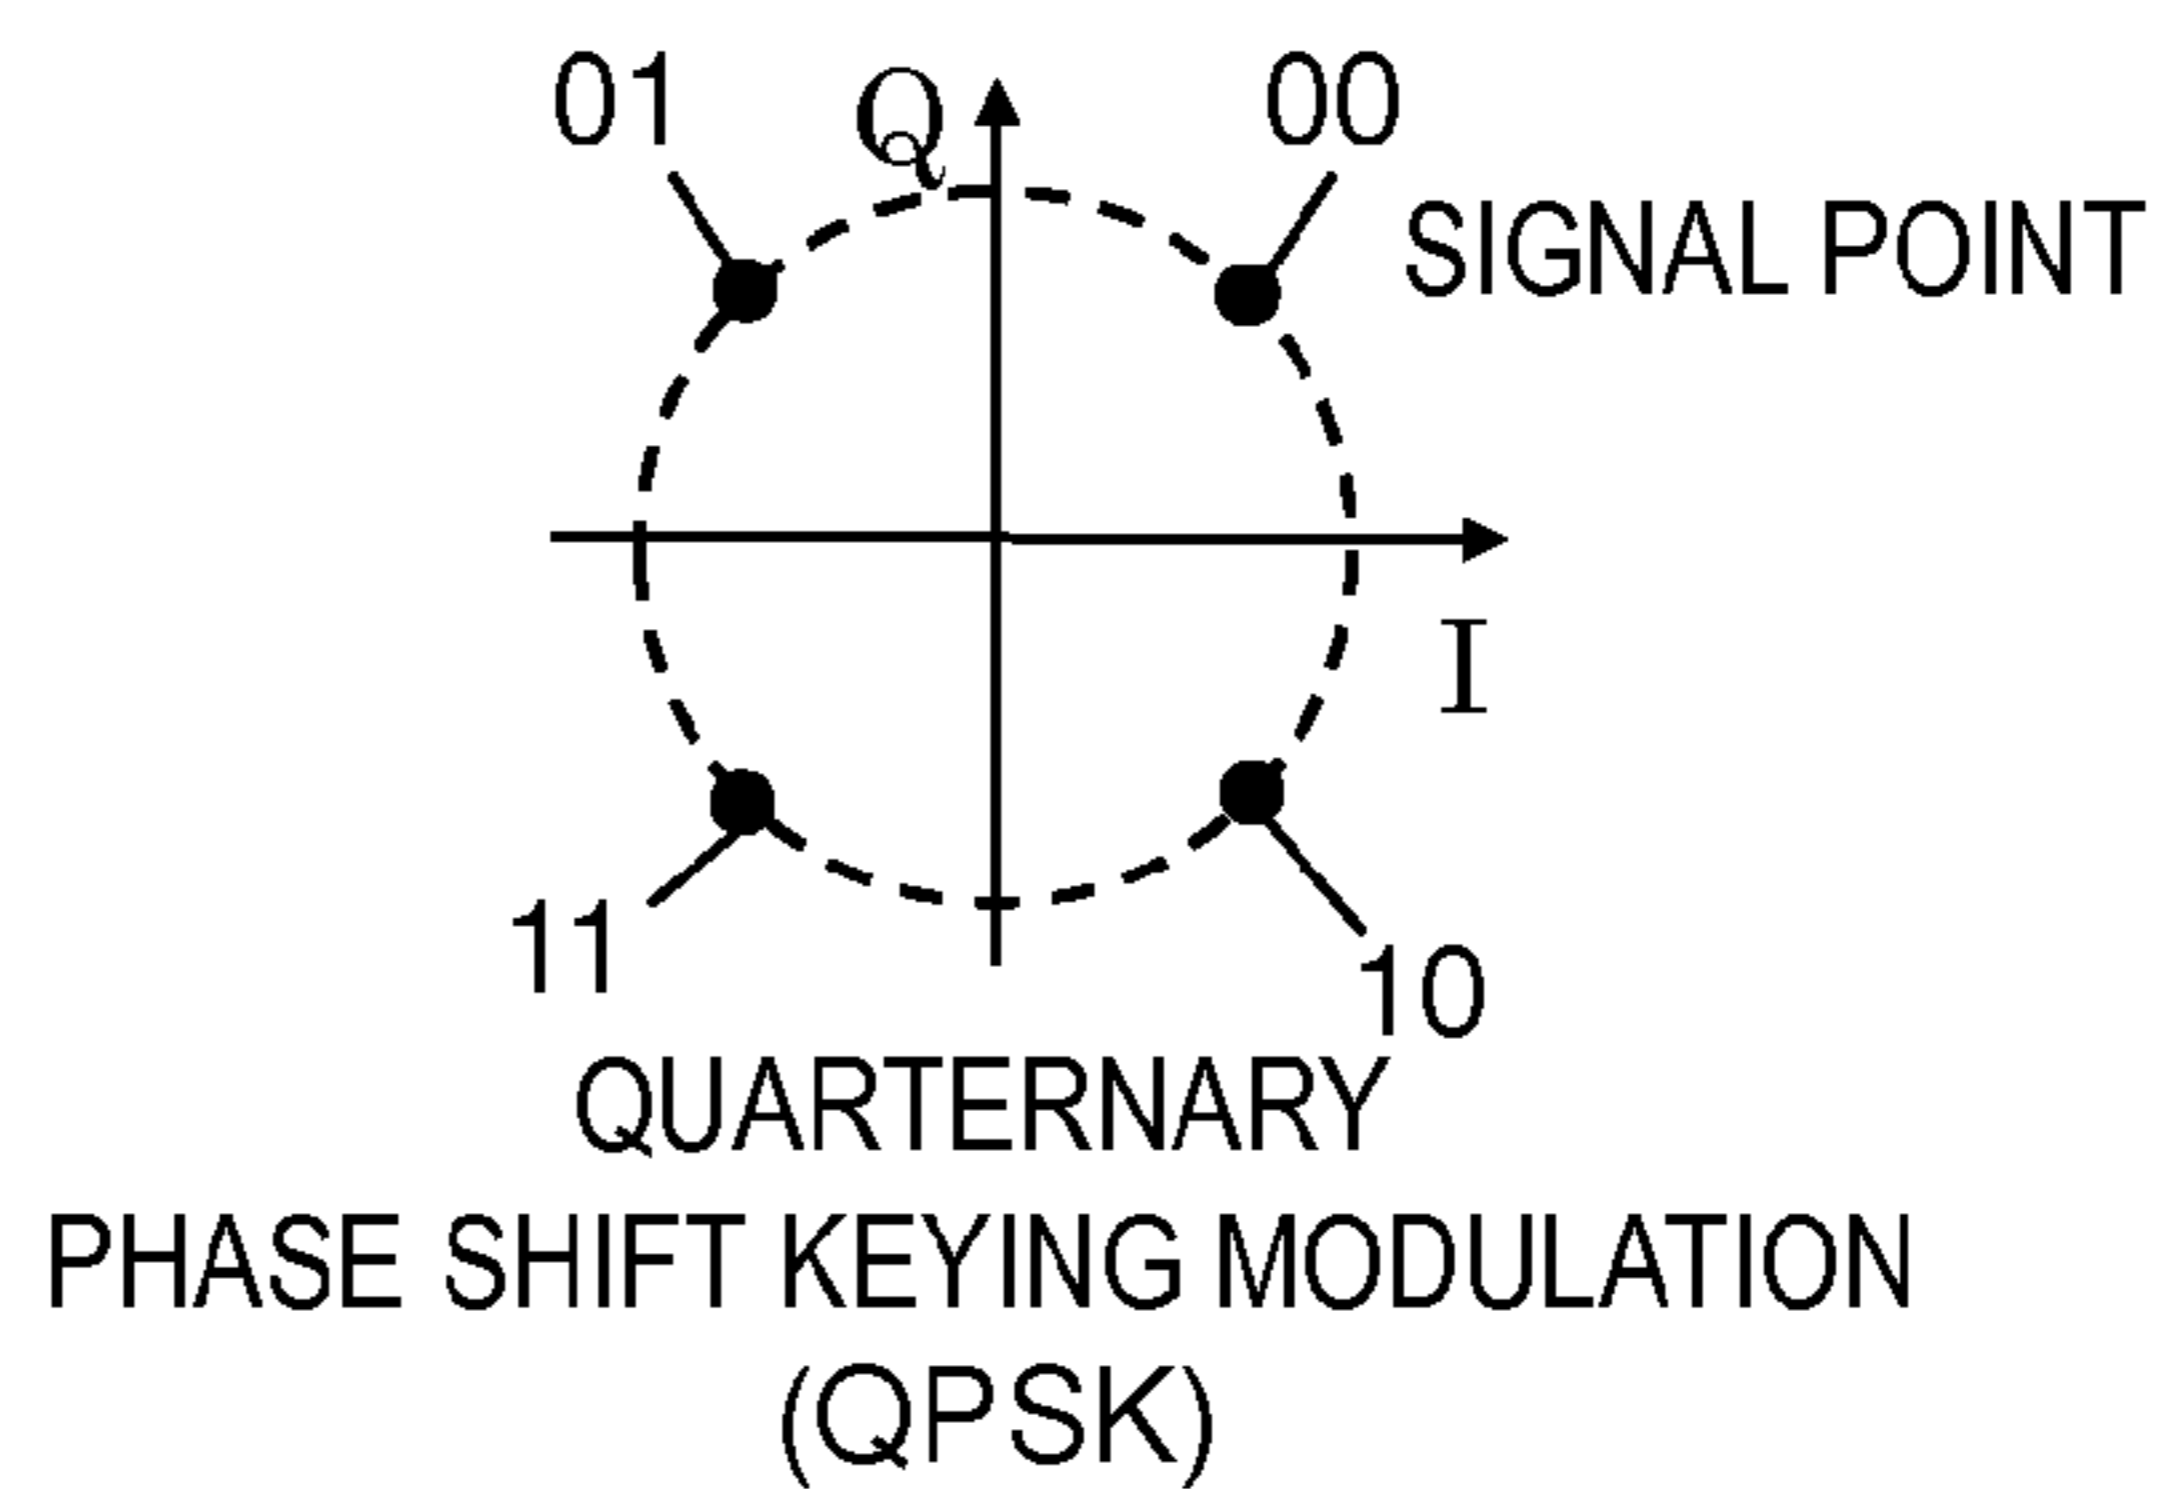 01
Q
00
SIGNAL POINT
I
11
10
QUARTERNARY
PHASE SHIFT KEYING MODULATION
(QPSK)